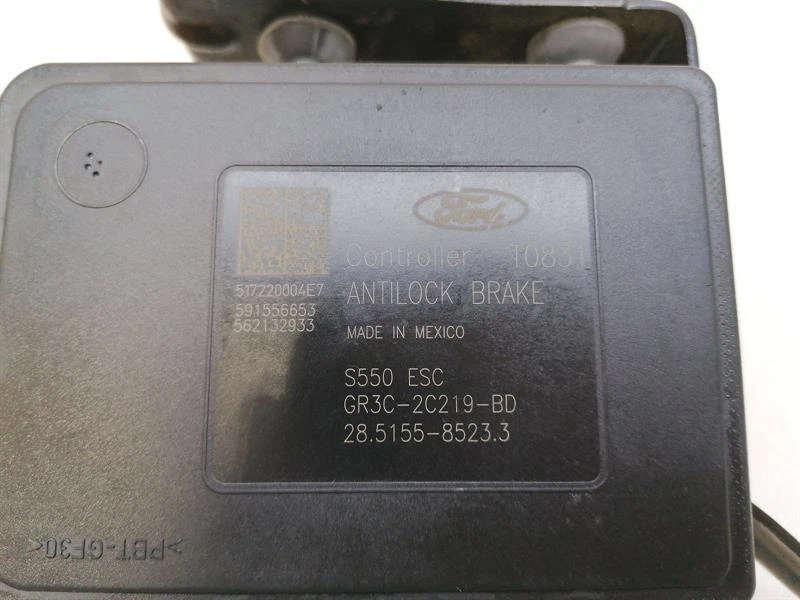 Ford
Controller T0831
517220004E7
ANTILOCK BRAKE
591556653
562132933
MADE IN MEXICO
S550 ESC
GR3C-2C219-BD
28.5155-8523.3
>PBT-GF30<